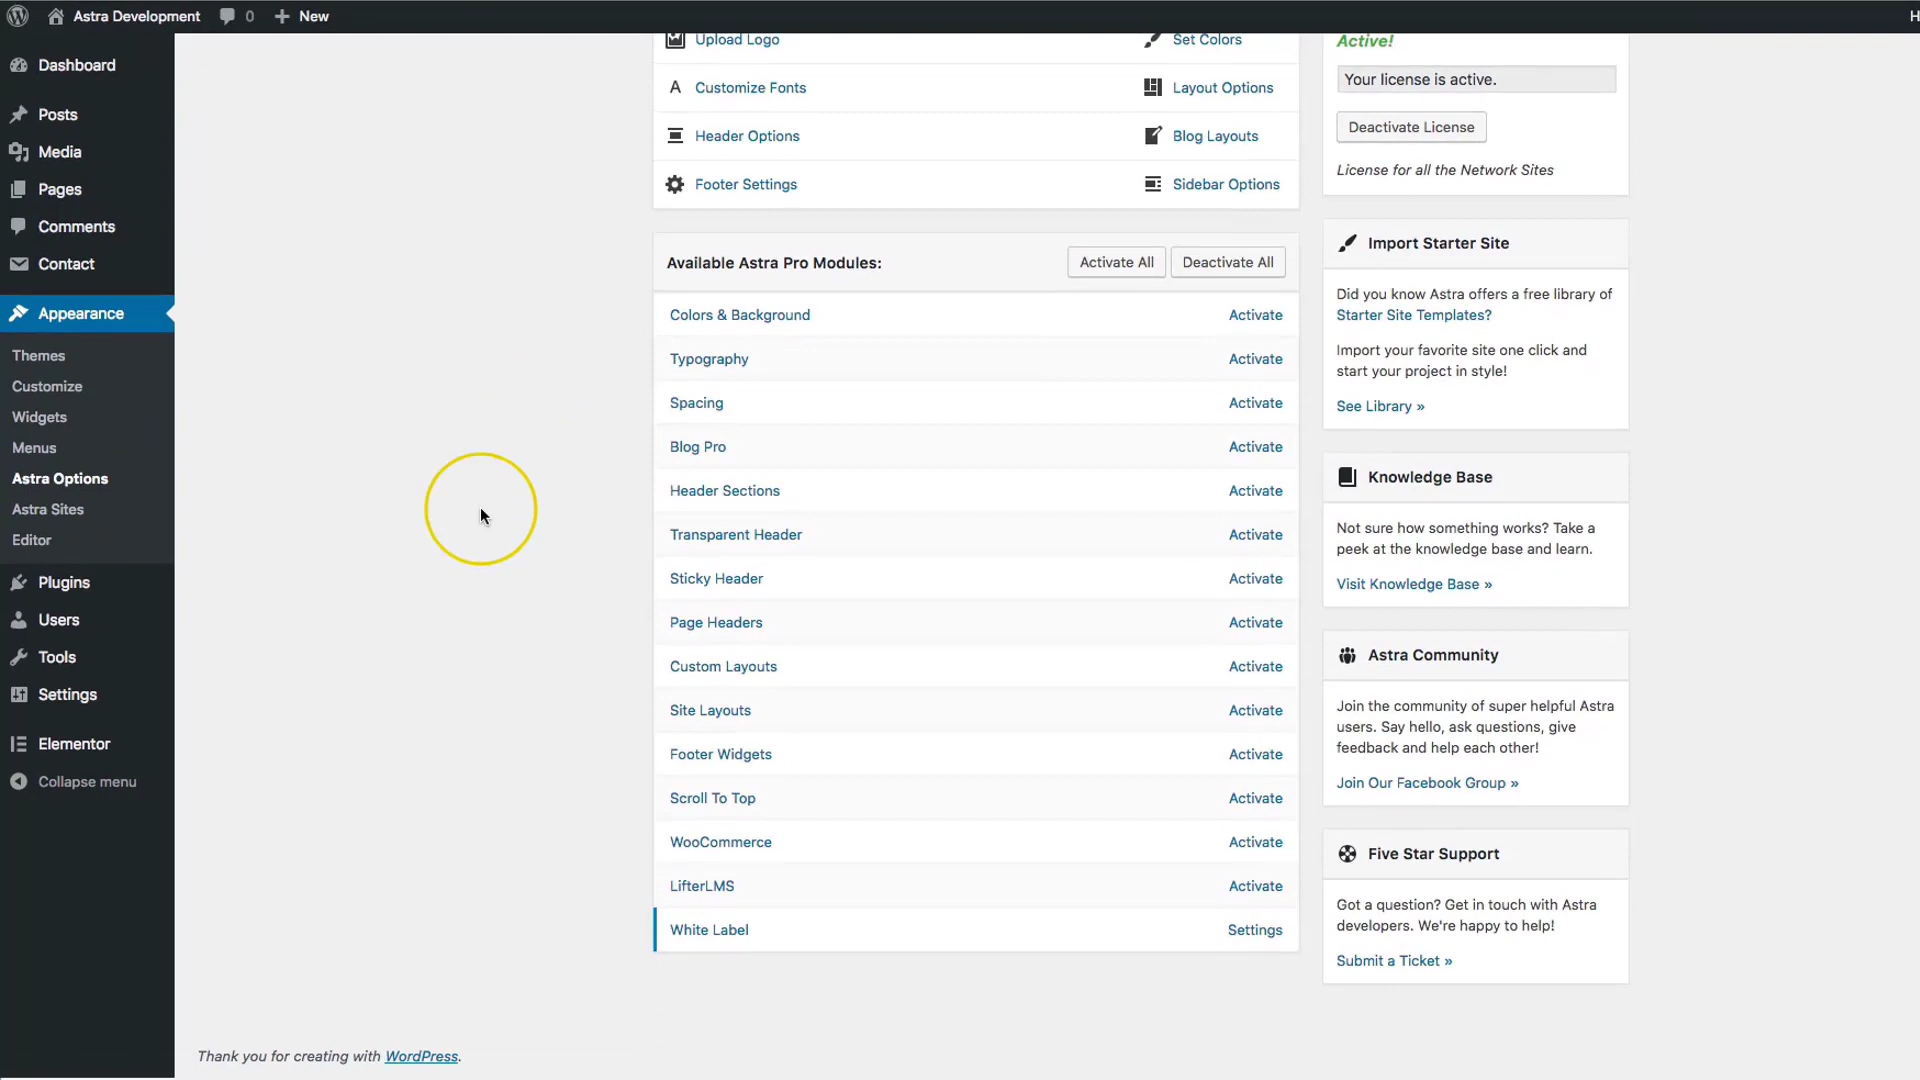 Astra Development
0
New
H
Dashboard
Posts
Media
Pages
Comments
Contact
Appearance
Themes
Customize
Widgets
Menus
Astra Options
Astra Sites
Editor
Plugins
Users
Tools
Settings
Elementor
Collapse menu
Upload Logo
Set Colors
Customize Fonts
Layout Options
Header Options
Blog Layouts
Footer Settings
Sidebar Options
Available Astra Pro Modules:
Activate All
Deactivate All
Colors & Background Activate
Typography Activate
Spacing Activate
Blog Pro Activate
Header Sections Activate
Transparent Header Activate
Sticky Header Activate
Page Headers Activate
Custom Layouts Activate
Site Layouts Activate
Footer Widgets Activate
Scroll To Top Activate
WooCommerce Activate
LifterLMS Activate
White Label Settings
Active!
Your license is active.
Deactivate License
License for all the Network Sites
Import Starter Site
Did you know Astra offers a free library of
Starter Site Templates?
Import your favorite site one click and
start your project in style!
See Library »
Knowledge Base
Not sure how something works? Take a
peek at the knowledge base and learn.
Visit Knowledge Base »
Astra Community
Join the community of super helpful Astra
users. Say hello, ask questions, give
feedback and help each other!
Join Our Facebook Group »
Five Star Support
Got a question? Get in touch with Astra
developers. We're happy to help!
Submit a Ticket »
Thank you for creating with WordPress.